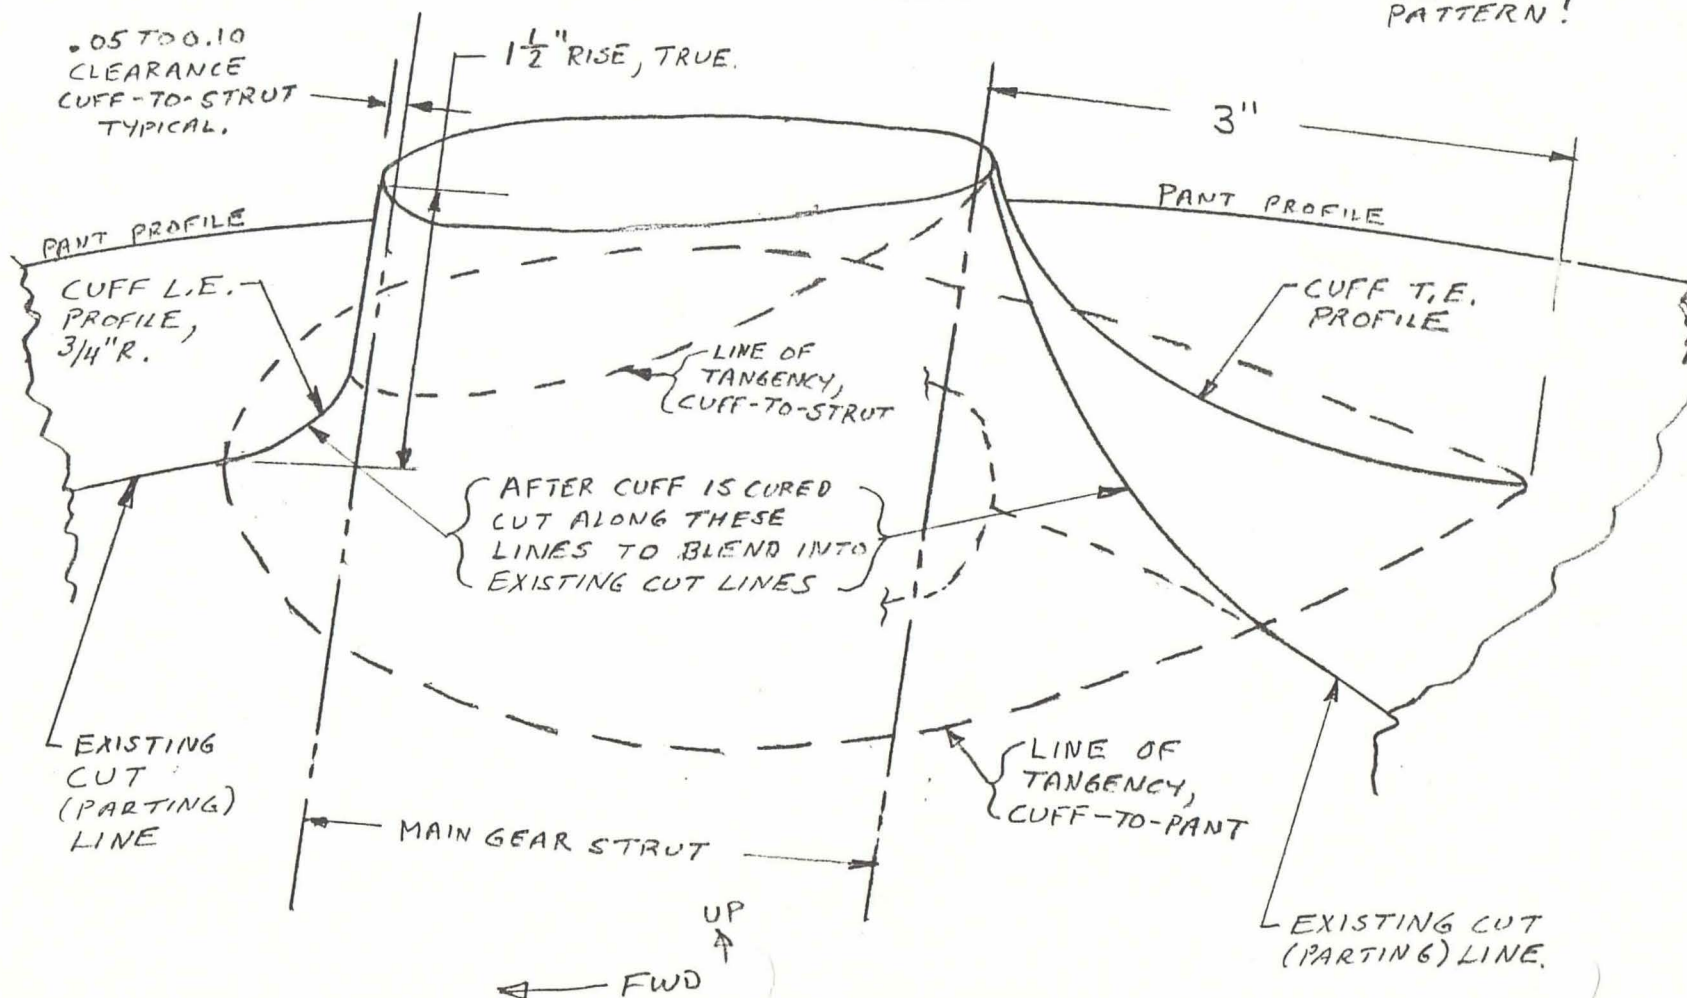 PATTERN!
.05 TO 0.10
CLEARANCE
CUFF-TO-STRUT
TYPICAL.
1 1/2" RISE, TRUE.
3"
PANT PROFILE
PANT PROFILE
CUFF L.E.
PROFILE,
3/4"R.
CUFF T.E.
PROFILE
LINE OF
TANGENCY,
CUFF-TO-STRUT
AFTER CUFF IS CURED
CUT ALONG THESE
LINES TO BLEND INTO
EXISTING CUT LINES
EXISTING
CUT
(PARTING)
LINE
MAIN GEAR STRUT
LINE OF
TANGENCY,
CUFF-TO-PANT
EXISTING CUT
(PARTING) LINE.
UP
FWD